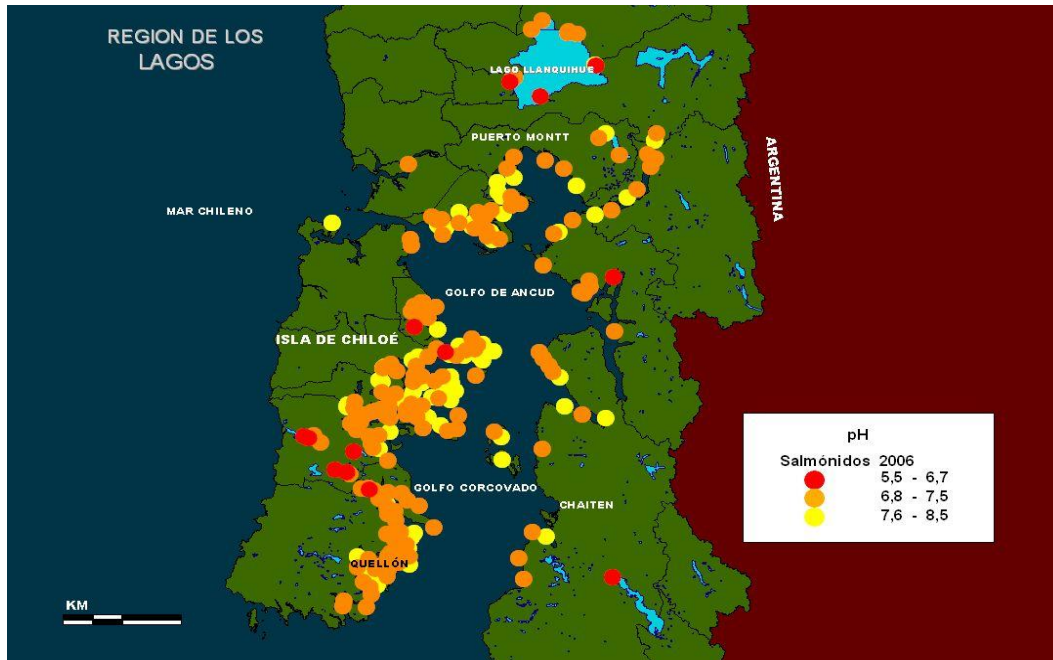 REGION DE LOS
LAGOS
LAGO LLANQUIHUE
PUERTO MONTT
ARGENTINA
MAR CHILENO
GOLFO DE ANCUD
ISLA DE CHILOÉ
pH
Salmónidos 2006
5,5 - 6,7
6,8 - 7,5
7,6 - 8,5
GOLFO CORCOVADO
CHAITEN
QUELLÓN
KM